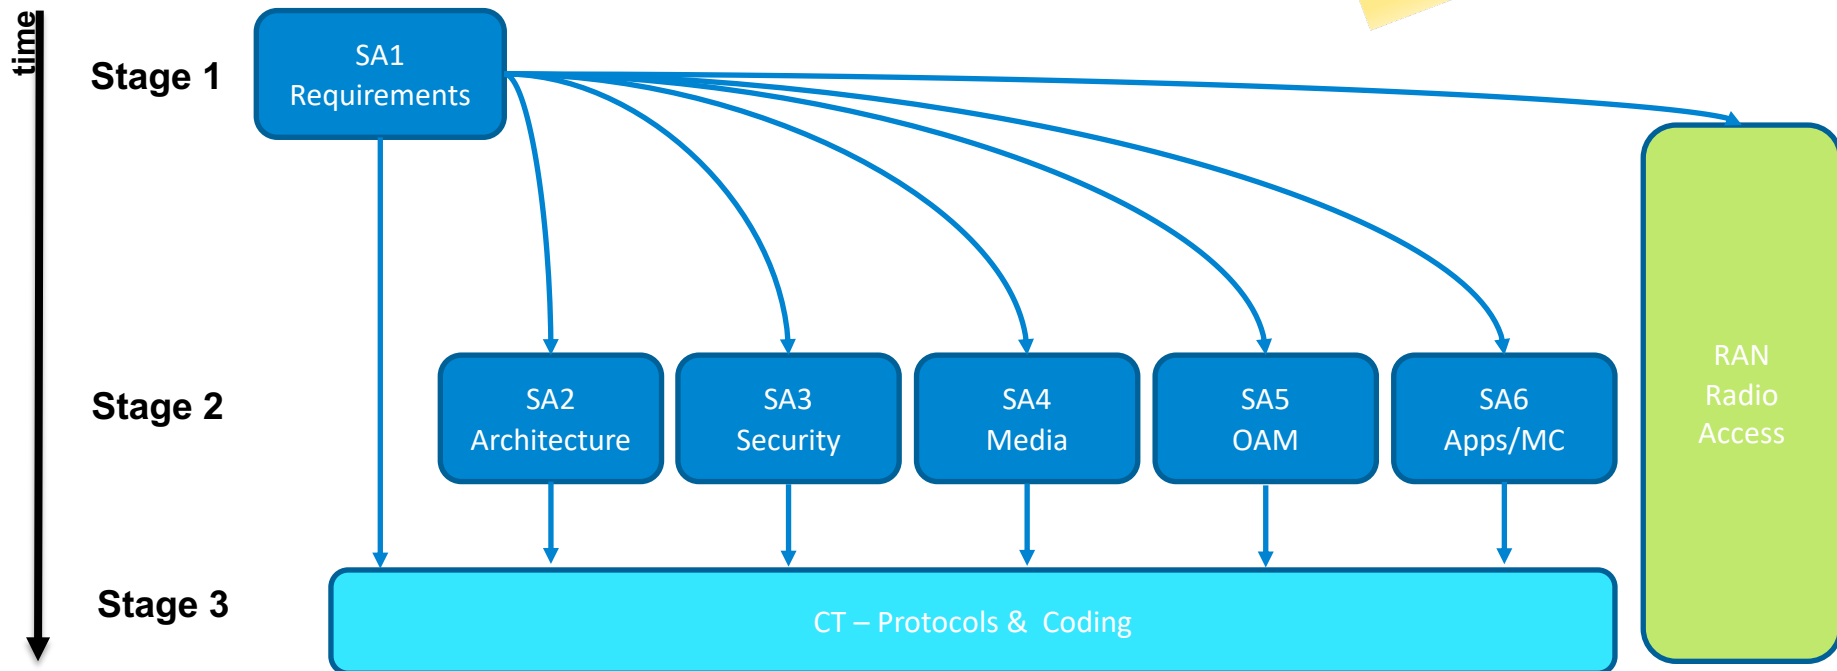 time
Stage 1
SA1
Requirements
Stage 2
SA2
Architecture
SA3
Security
SA4
Media
SA5
OAM
SA6
Apps/MC
RAN
Radio
Access
Stage 3
CT – Protocols & Coding